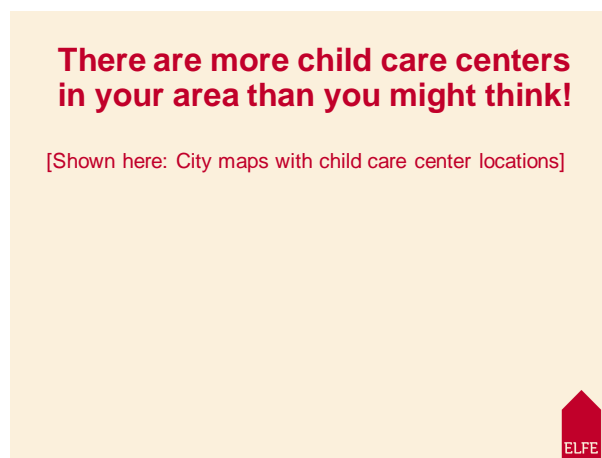 There are more child care centers
in your area than you might think!
[Shown here: City maps with child care center locations]
ELFE